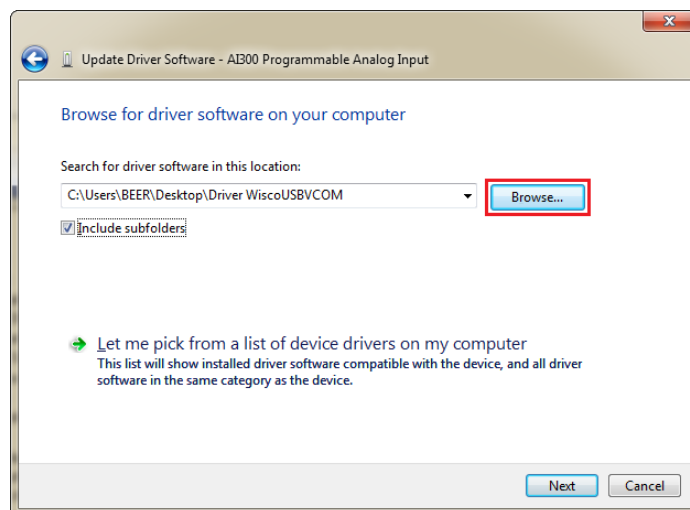 Update Driver Software - AI300 Programmable Analog Input
Browse for driver software on your computer
Search for driver software in this location:
C:\Users\BEER\Desktop\Driver WiscoUSBVCOM
Browse...
Include subfolders
Let me pick from a list of device drivers on my computer
This list will show installed driver software compatible with the device, and all driver
software in the same category as the device.
Next
Cancel